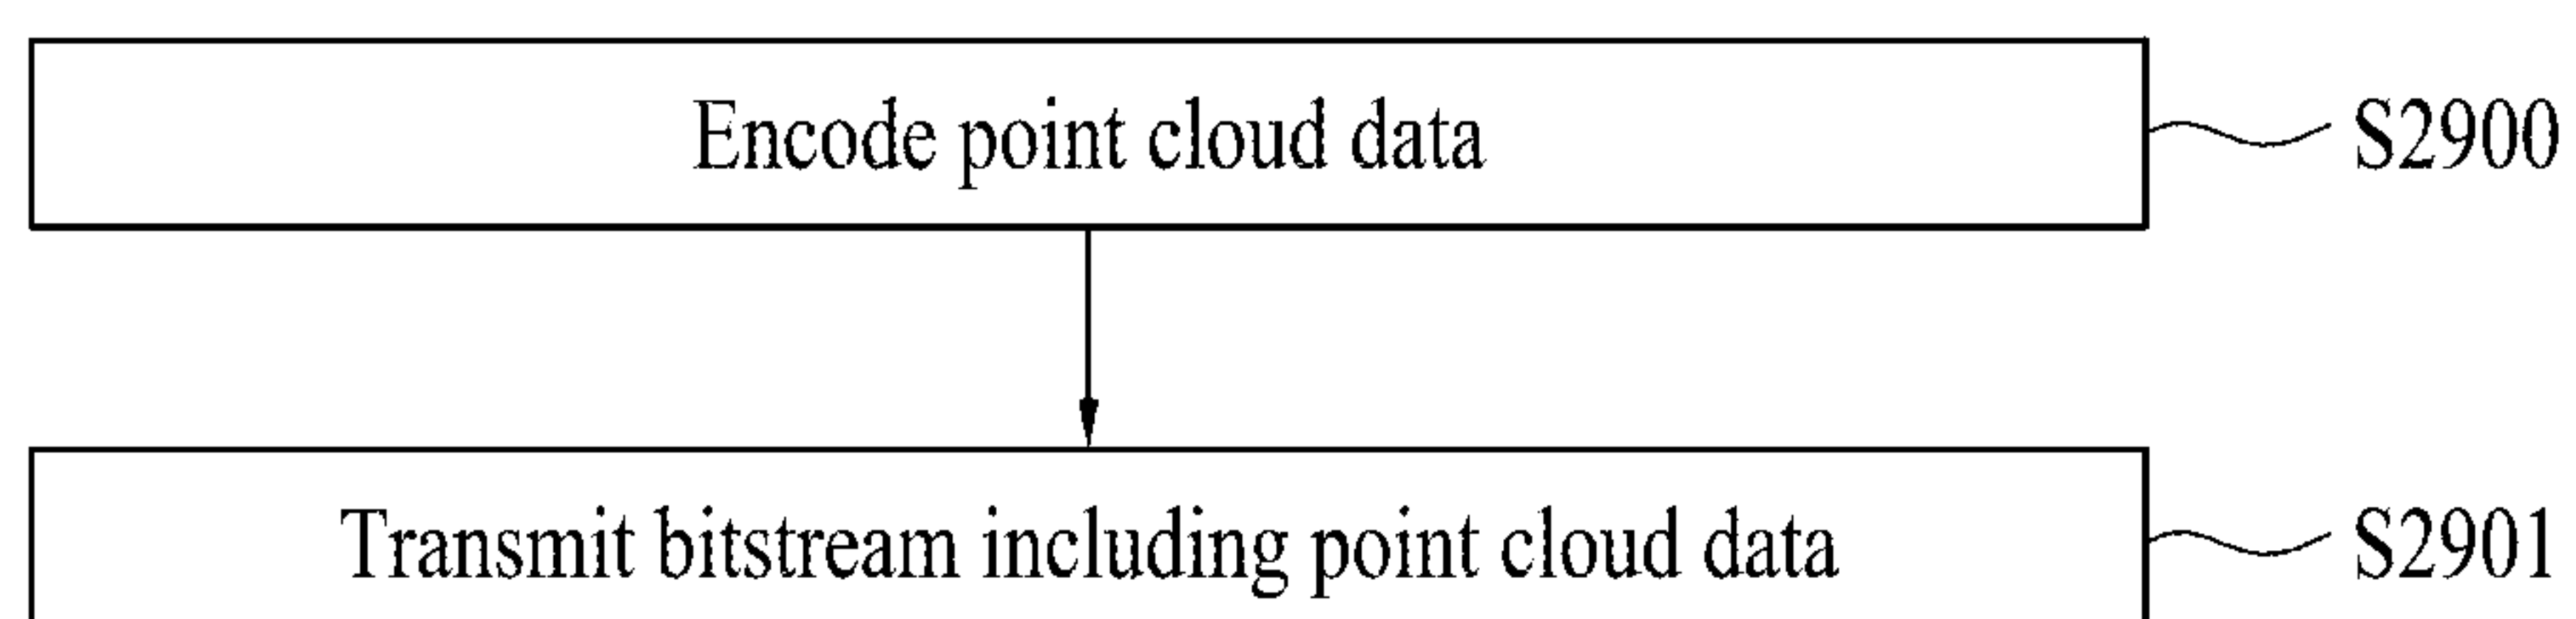 Encode point cloud data S2900
Transmit bitstream including point cloud data S2901